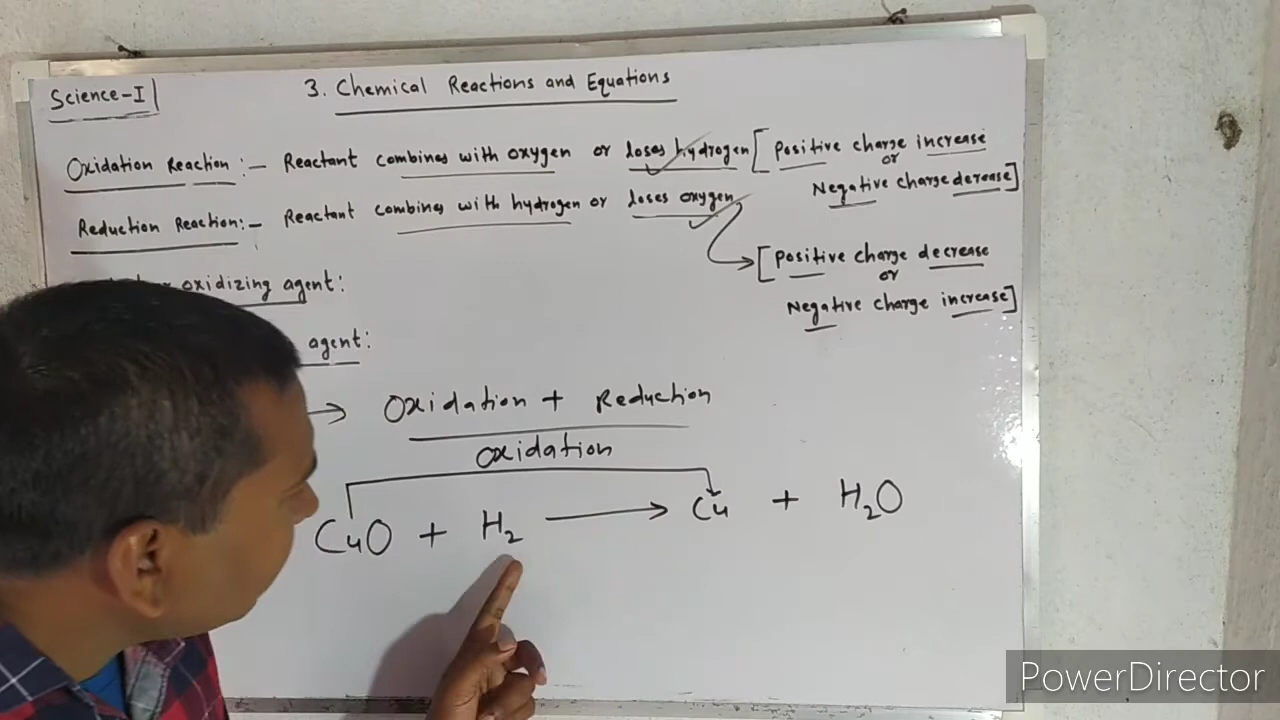 Science-I
3. Chemical Reactions and Equations
Oxidation Reaction:- Reactant combines with oxygen or loses hydrogen [Positive charge increase
or
Negative charge derease]
Reduction Reaction:- Reactant combines with hydrogen or loses oxygen
[Positive charge decrease
or
Negative charge increase]
oxidizing agent:
agent:
→ Oxidation + Reduction
oxidation
CuO + H₂ → Cu + H₂O
PowerDirector